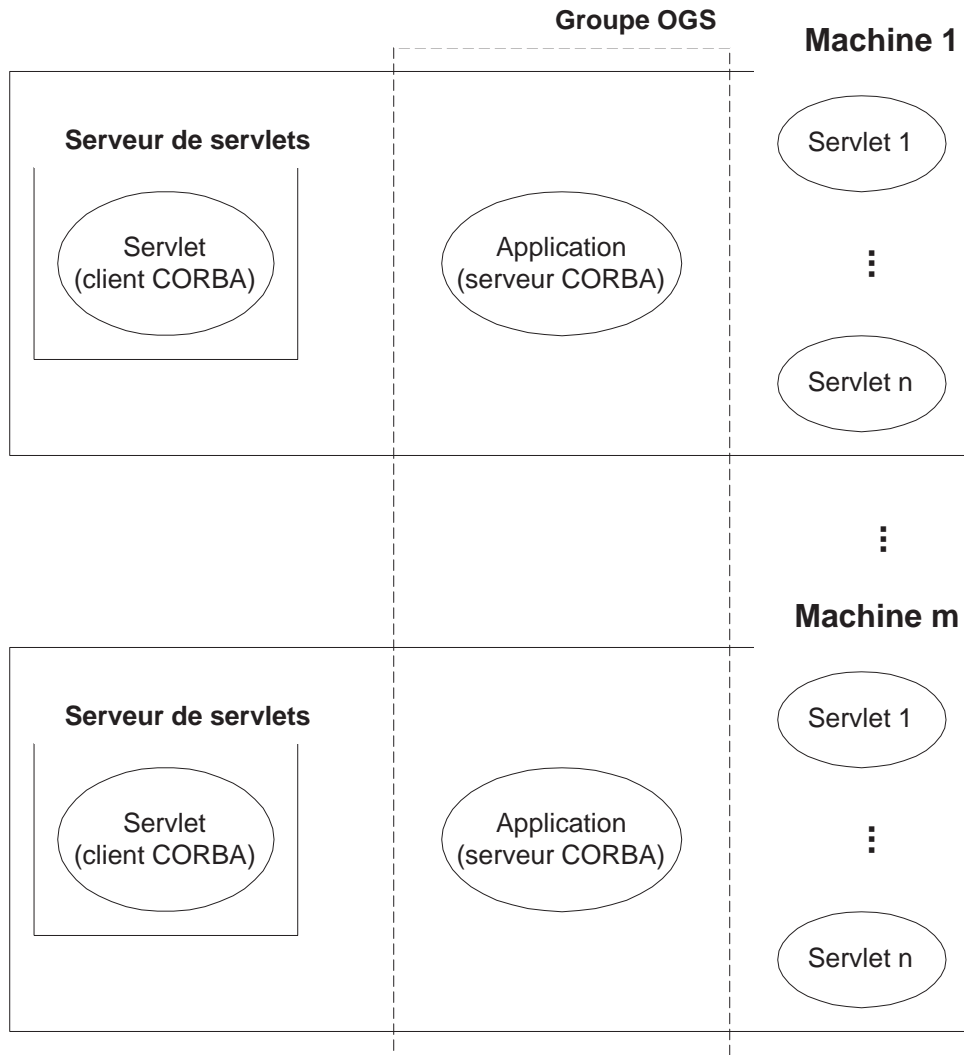 Groupe OGS
Machine 1
Serveur de servlets
Servlet
(client CORBA)
Application
(serveur CORBA)
Servlet 1
Servlet n
Machine m
Serveur de servlets
Servlet
(client CORBA)
Application
(serveur CORBA)
Servlet 1
Servlet n